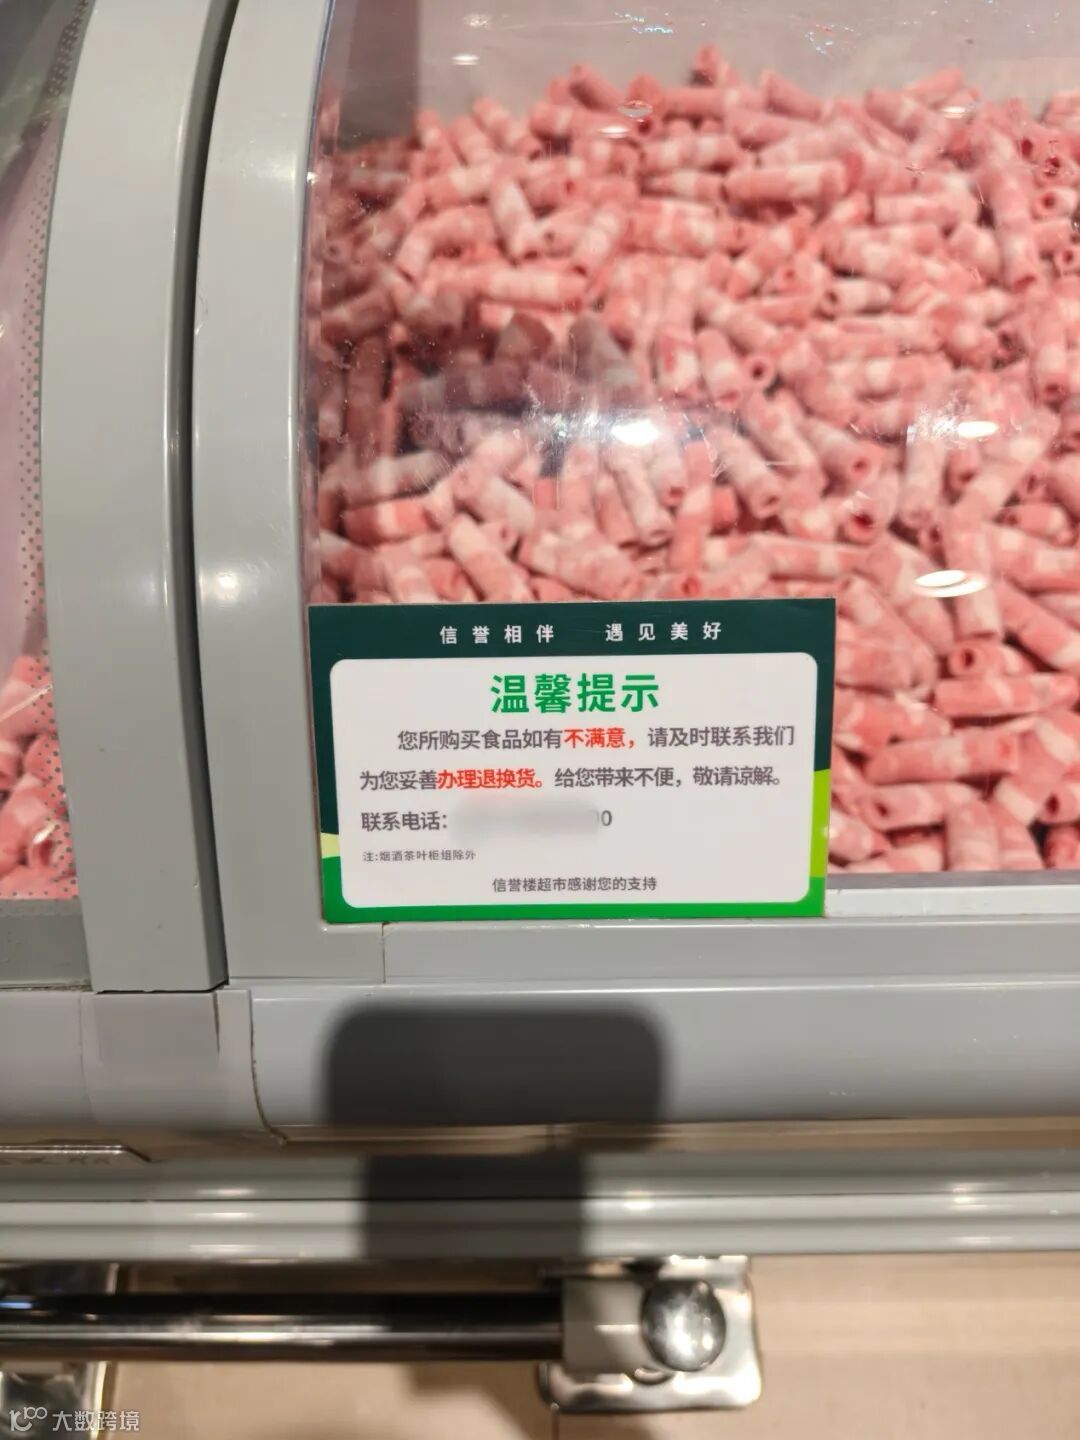 信誉相伴 遇见美好
温馨提示
您所购买食品如有不满意，请及时联系我们
为您妥善办理退换货。给您带来不便，敬请谅解。
联系电话： 0
注:烟酒茶叶柜组除外
信誉楼超市感谢您的支持
大数跨境